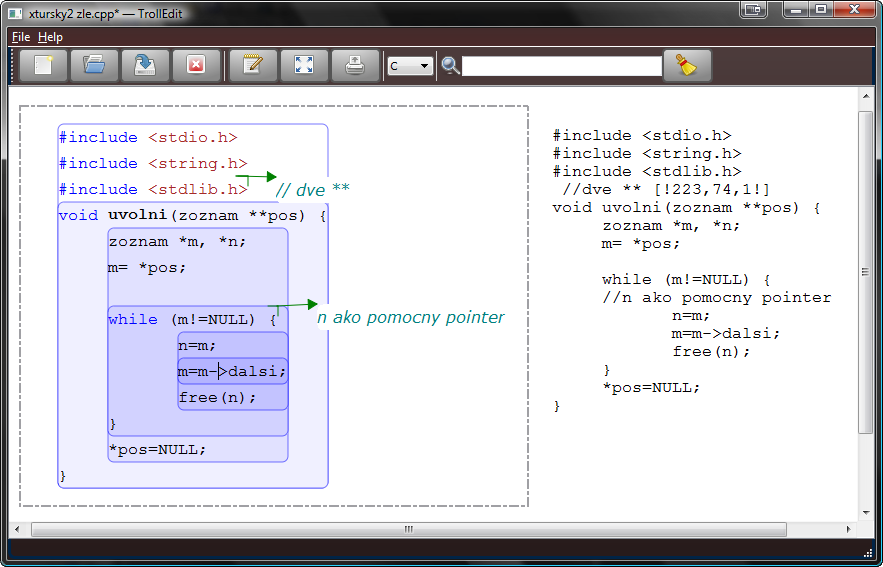 xtursky2 zle.cpp* — TrollEdit
File Help
C
#include <stdio.h>
#include <string.h>
#include <stdlib.h>
// dve **
void uvolni(zoznam **pos) {
zoznam *m, *n;
m= *pos;
while (m!=NULL) {
n ako pomocny pointer
n=m;
m=m->dalsi;
free(n);
}
*pos=NULL;
}
#include <stdio.h>
#include <string.h>
#include <stdlib.h>
//dve ** [!223,74,1!]
void uvolni(zoznam **pos) {
zoznam *m, *n;
m= *pos;
while (m!=NULL) {
//n ako pomocny pointer
n=m;
m=m->dalsi;
free(n);
}
*pos=NULL;
}